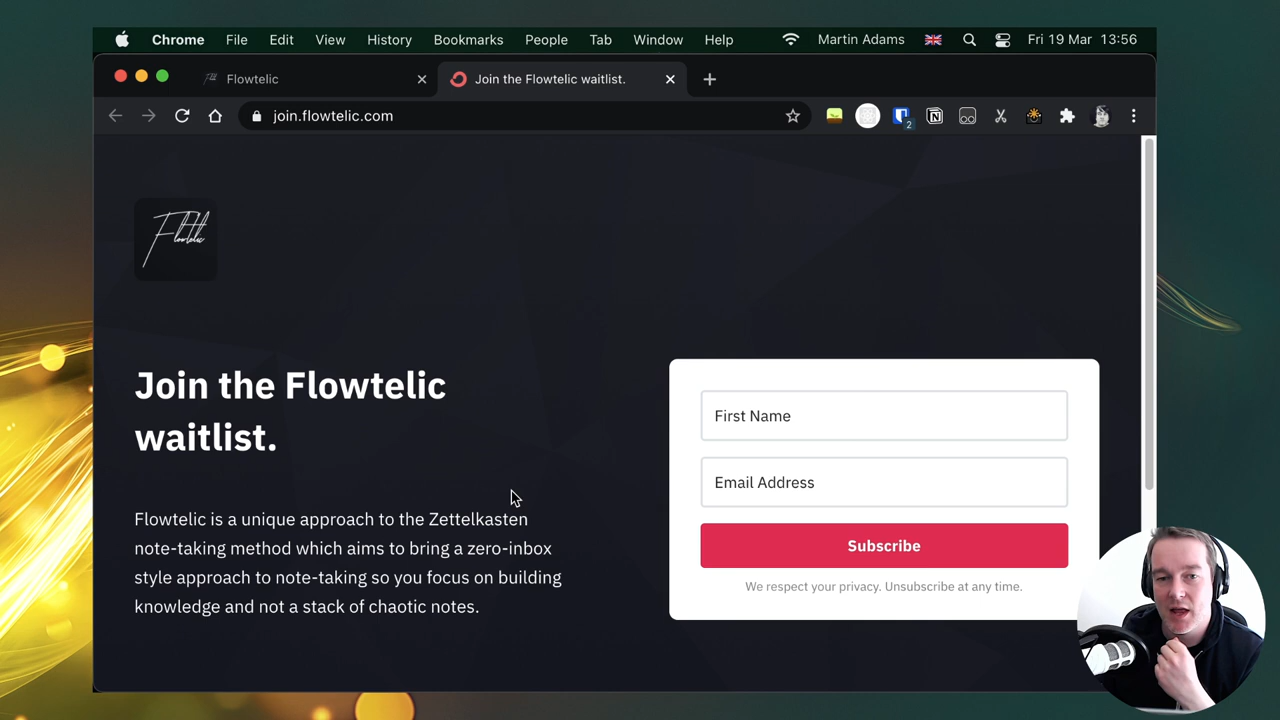 Chrome File Edit View History Bookmarks People Tab Window Help Martin Adams Fri 19 Mar 13:56
Flowtelic
Join the Flowtelic waitlist.
join.flowtelic.com
2
Flowtelic
Join the Flowtelic
waitlist.
Flowtelic is a unique approach to the Zettelkasten
note-taking method which aims to bring a zero-inbox
style approach to note-taking so you focus on building
knowledge and not a stack of chaotic notes.
First Name
Email Address
Subscribe
We respect your privacy. Unsubscribe at any time.